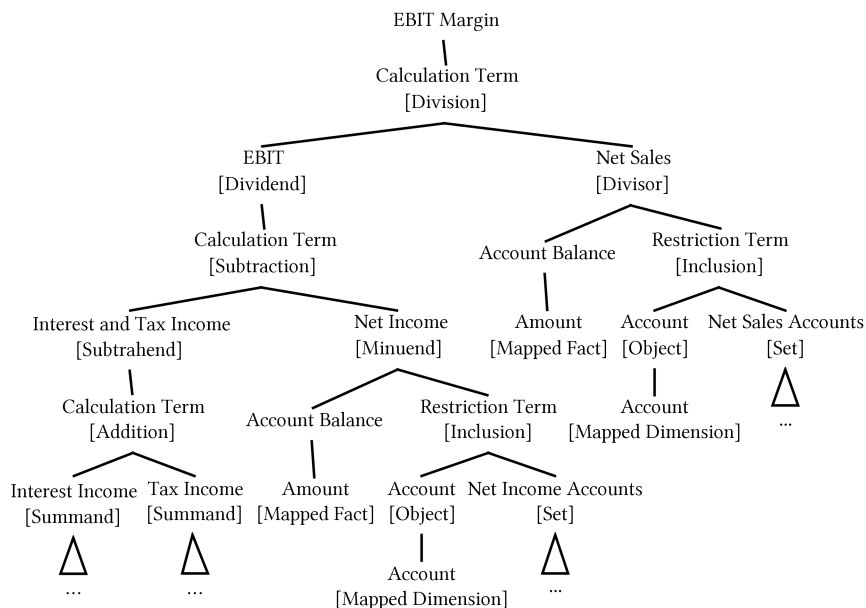 EBIT Margin
Calculation Term
[Division]
EBIT
[Dividend]
Net Sales
[Divisor]
Calculation Term
[Subtraction]
Account Balance
Restriction Term
[Inclusion]
Interest and Tax Income
[Subtrahend]
Net Income
[Minuend]
Amount
[Mapped Fact]
Account
[Object]
Net Sales Accounts
[Set]
Calculation Term
[Addition]
Account Balance
Restriction Term
[Inclusion]
Account
[Mapped Dimension]
...
Interest Income
[Summand]
Tax Income
[Summand]
Amount
[Mapped Fact]
Account
[Object]
Net Income Accounts
[Set]
...
...
Account
[Mapped Dimension]
...